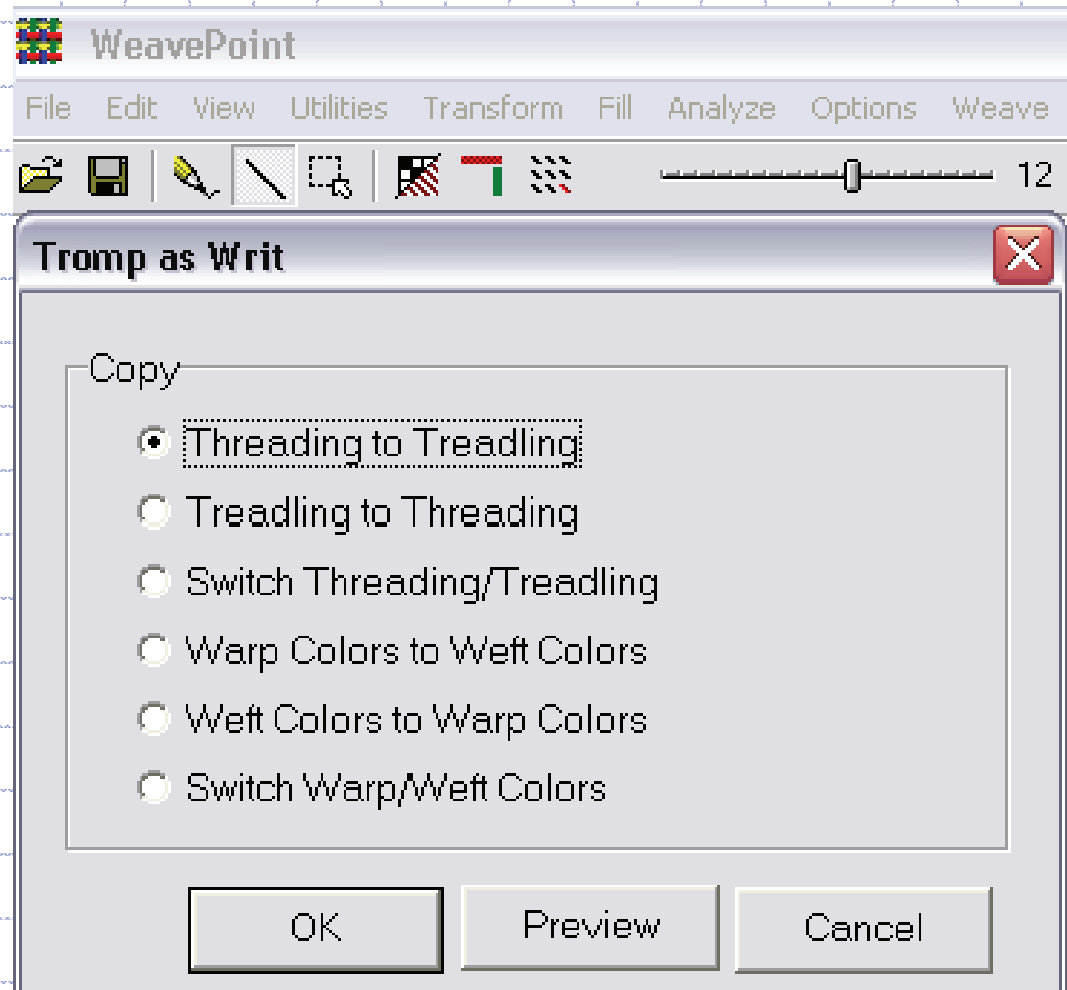 WeavePoint
File Edit View Utilities Transform Fill Analyze Options Weave
12
Tromp as Writ
Copy
Threading to Treadling
Treadling to Threading
Switch Threading/Treadling
Warp Colors to Weft Colors
Weft Colors to Warp Colors
Switch Warp/Weft Colors
OK Preview Cancel